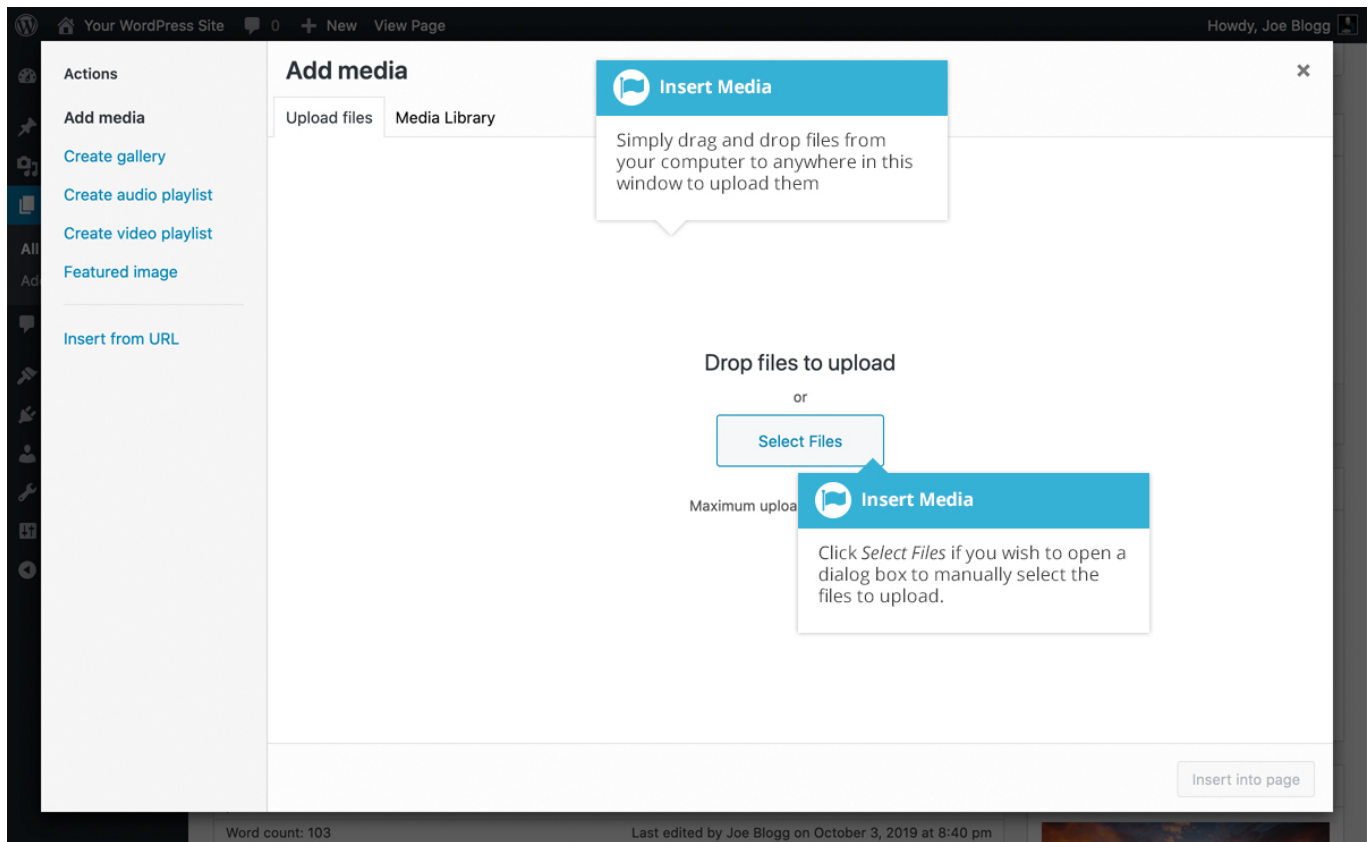 Your WordPress Site 0 + New View Page Howdy, Joe Blogg
Actions
Add media
Create gallery
Create audio playlist
Create video playlist
Featured image
Insert from URL
All
Add media
Upload files Media Library
Insert Media
Simply drag and drop files from
your computer to anywhere in this
window to upload them
Drop files to upload
or
Select Files
Maximum
Insert Media
Click Select Files if you wish to open a
dialog box to manually select the
files to upload.
Insert into page
Word count: 103 Last edited by Joe Blogg on October 3, 2019 at 8:40 pm